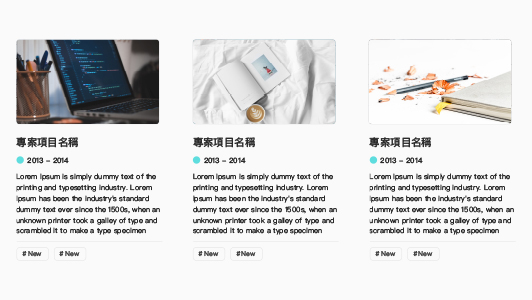 專案項目名稱
2013 - 2014
Lorem Ipsum is simply dummy text of the
printing and typesetting industry. Lorem
Ipsum has been the industry's standard
dummy text ever since the 1500s, when an
unknown printer took a galley of type and
scrambled it to make a type specimen
# New # New
專案項目名稱
2013 - 2014
Lorem Ipsum is simply dummy text of the
printing and typesetting industry. Lorem
Ipsum has been the industry's standard
dummy text ever since the 1500s, when an
unknown printer took a galley of type and
scrambled it to make a type specimen
# New # New
專案項目名稱
2013 - 2014
Lorem Ipsum is simply dummy text of the
printing and typesetting industry. Lorem
Ipsum has been the industry's standard
dummy text ever since the 1500s, when an
unknown printer took a galley of type and
scrambled it to make a type specimen
# New # New